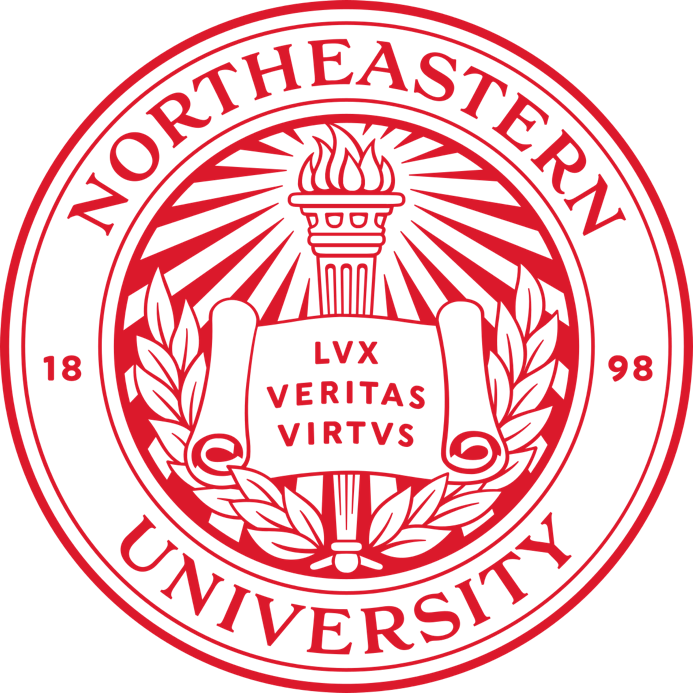 NORTHEASTERN
18 98
LVX
VERITAS
VIRTVS
UNIVERSITY